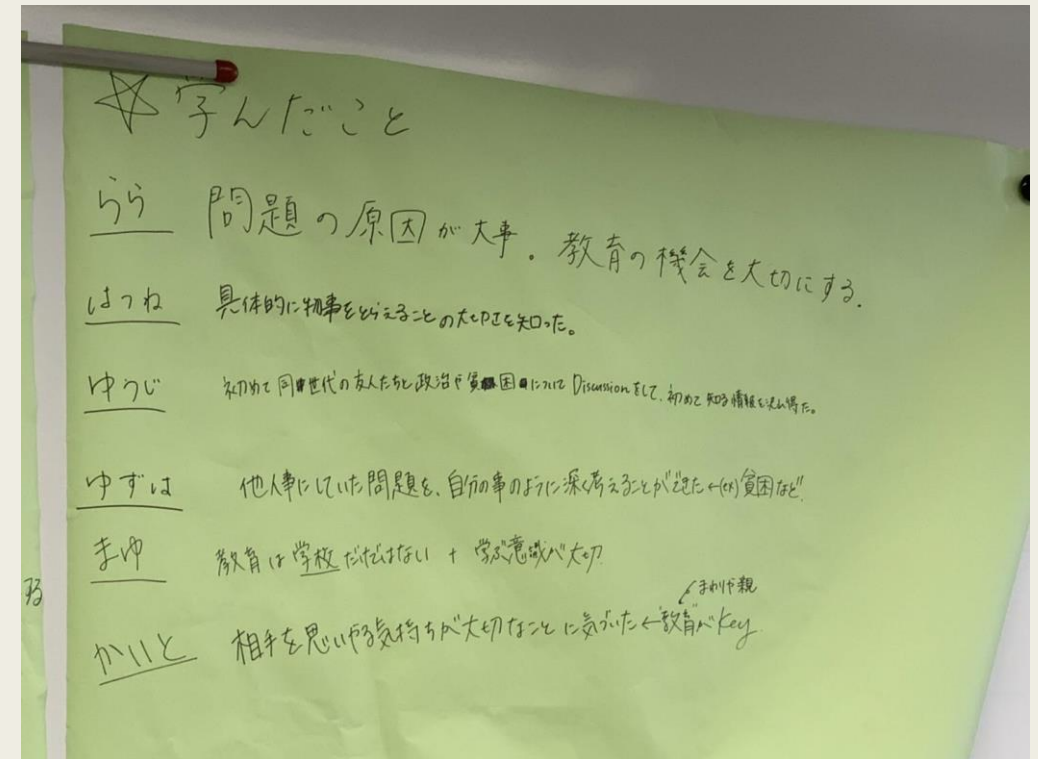 ☆ 学んだこと
らら 問題の原因が大事。教育の機会を大切にする。
はつね 具体的に物事をとらえることの大切さを知った。
ゆうじ 初めて同世代の友人たちと政治や貧困についてDiscussionをして、初めて知る情報を沢山得た。
ゆずは 他人事にしていた問題を、自分の事のように深く考えることができた←(ex)貧困など
まゆ 教育は学校だけではない + 学ぶ意識が大切
まわりや親
かいと 相手を思いやる気持ちが大切なことに気づいた←教育がkey.